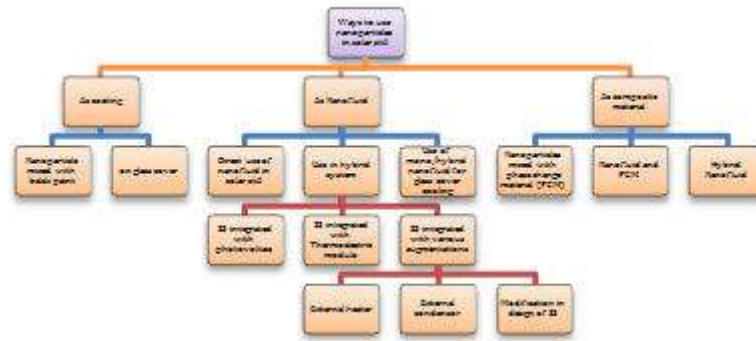 Ways to use
nanoparticles
in solar still
As coating
As Nanofluid
As composite
material
Nanoparticle
mixed with
black paint
on glass cover
Direct use of
nanofluid in
solar still
Use in hybrid
system
Use of
mono/hybrid
nanofluid for
glass cover
cooling
Nanoparticles
mixed with
phase change
material (PCM)
Nanofluid and
PCM
Hybrid
Nanofluid
SS integrated
with
photovoltaics
SS integrated
with
Thermoelectric
module
SS integrated
with various
augmentations
External heater
External
condenser
Modification in
design of SS